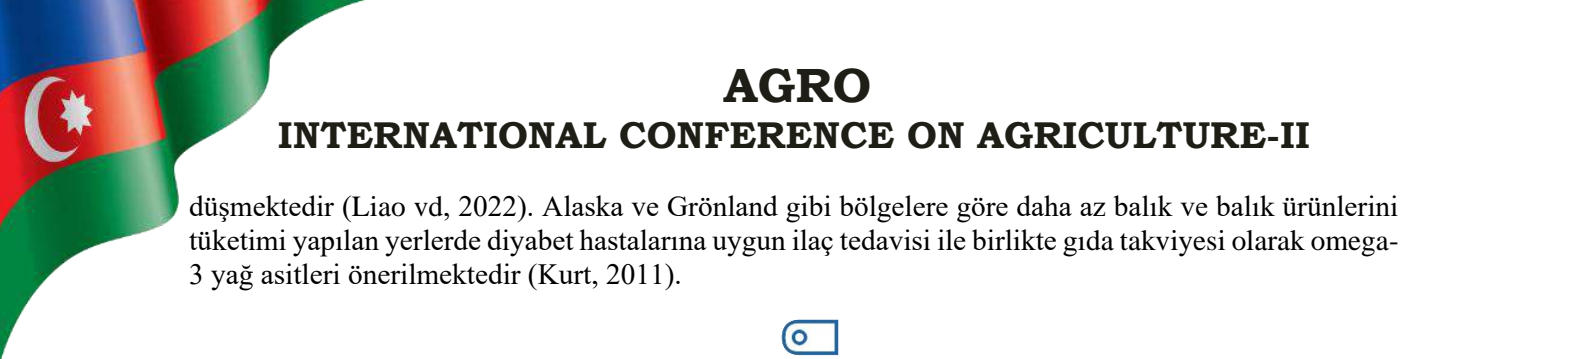 AGRO
INTERNATIONAL CONFERENCE ON AGRICULTURE-II
düşmektedir (Liao vd, 2022). Alaska ve Grönland gibi bölgelere göre daha az balık ve balık ürünlerini
tüketimi yapılan yerlerde diyabet hastalarına uygun ilaç tedavisi ile birlikte gıda takviyesi olarak omega-
3 yağ asitleri önerilmektedir (Kurt, 2011).